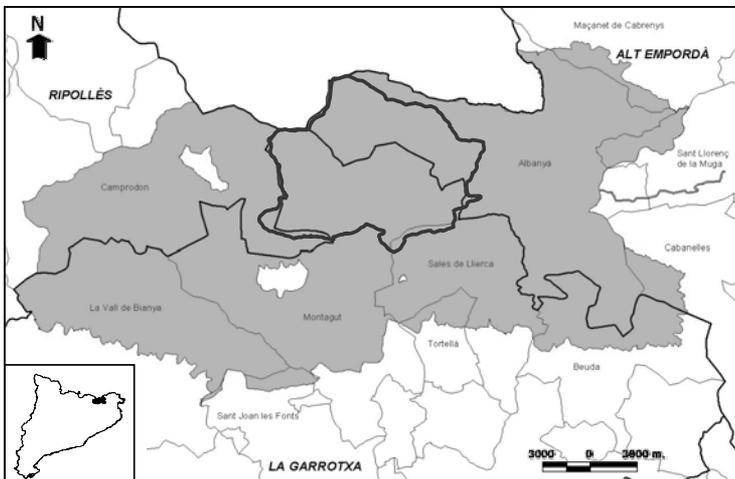 N
Maçanet de Cabrenys
ALT EMPORDÀ
RIPOLLÈS
Sant Llorenç
de la Muga
Albanyà
Camprodon
Cabanelles
Sales de Llierca
La Vall de Bianya
Montagut
Tortellà
Beuda
Sant Joan les Fonts
LA GARROTXA
3000 0 3000 m.